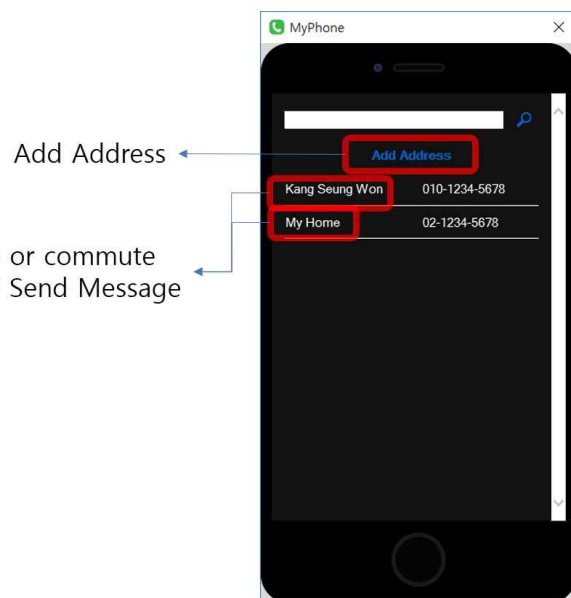 MyPhone
Add Address
Add Address
Kang Seung Won 010-1234-5678
My Home 02-1234-5678
or commute
Send Message